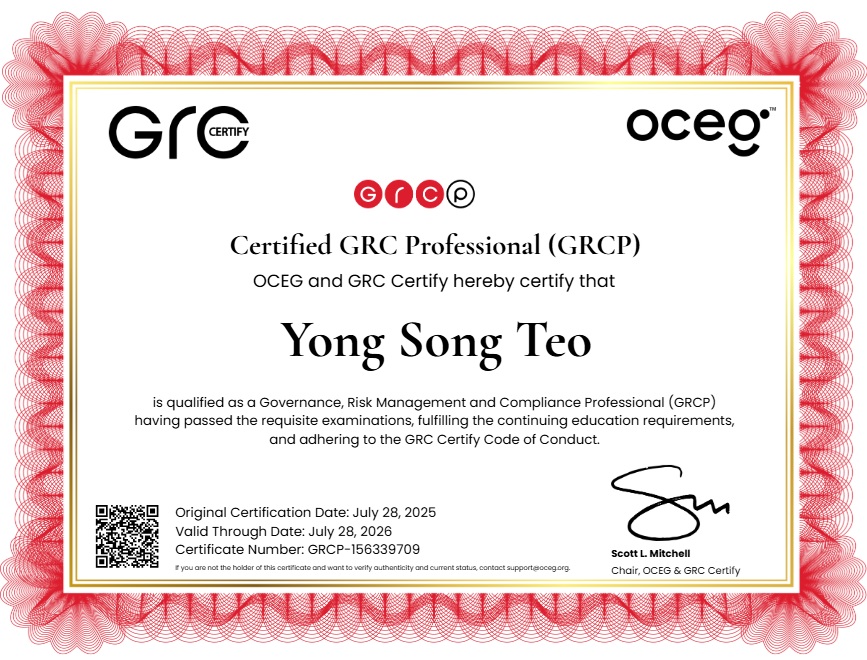 GrC CERTIFY
oceg™
GrCP
Certified GRC Professional (GRCP)
OCEG and GRC Certify hereby certify that
Yong Song Teo
is qualified as a Governance, Risk Management and Compliance Professional (GRCP)
having passed the requisite examinations, fulfilling the continuing education requirements,
and adhering to the GRC Certify Code of Conduct.
Original Certification Date: July 28, 2025
Valid Through Date: July 28, 2026
Certificate Number: GRCP-156339709
If you are not the holder of this certificate and want to verify authenticity and current status, contact support@oceg.org.
Scott L. Mitchell
Chair, OCEG & GRC Certify